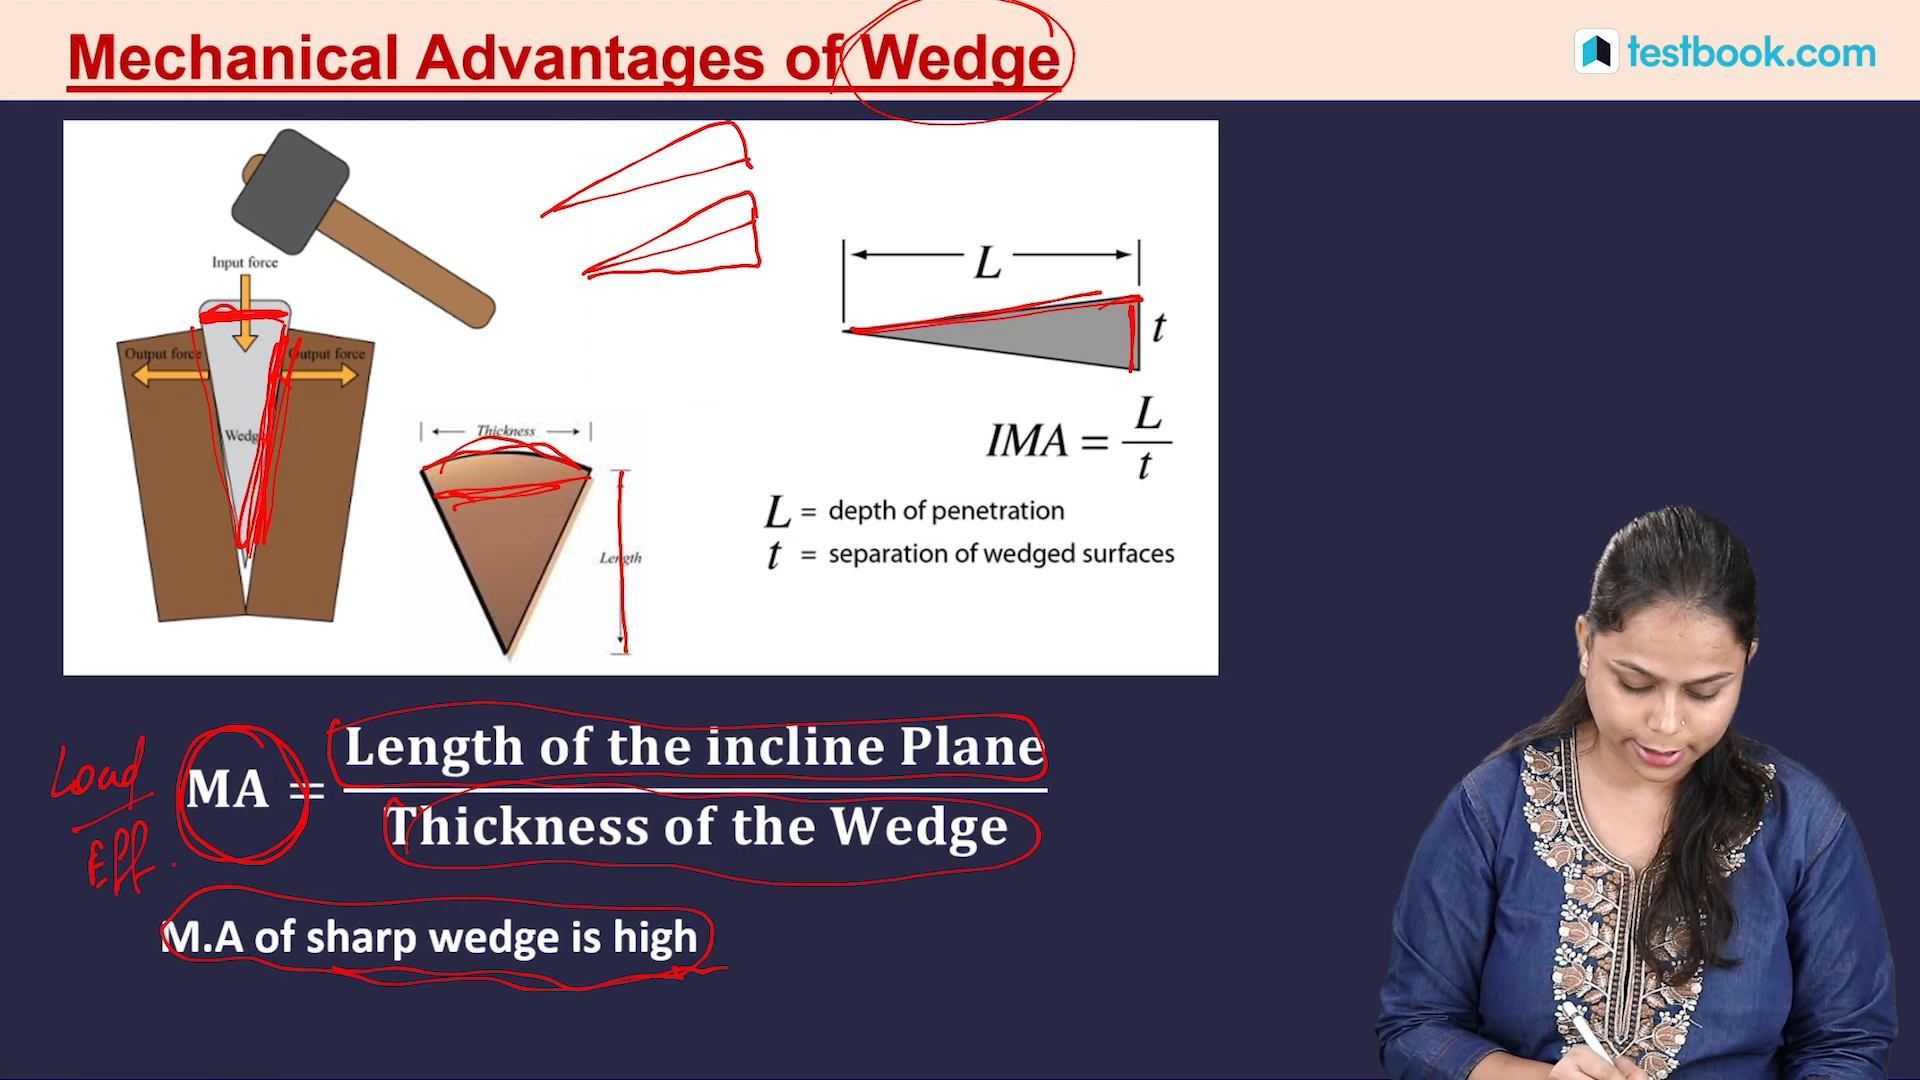 Mechanical Advantages of Wedge
testbook.com
Input force
Output force
Output force
Wedge
Thickness
Length
L
t
IMA = L
t
L = depth of penetration
t = separation of wedged surfaces
Load
Eff.
MA = Length of the incline Plane
Thickness of the Wedge
M.A of sharp wedge is high